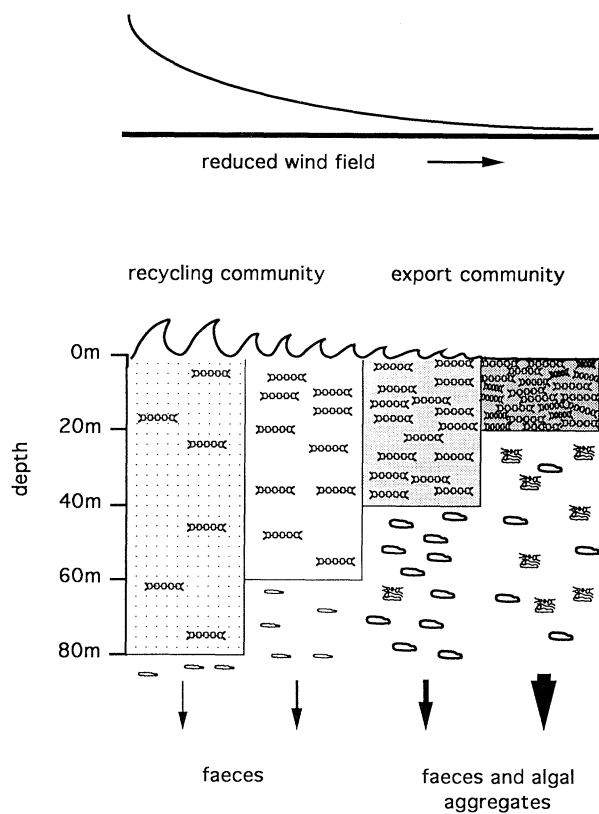 reduced wind field
recycling community
export community
0m
20m
40m
60m
80m
depth
faeces
faeces and algal
aggregates